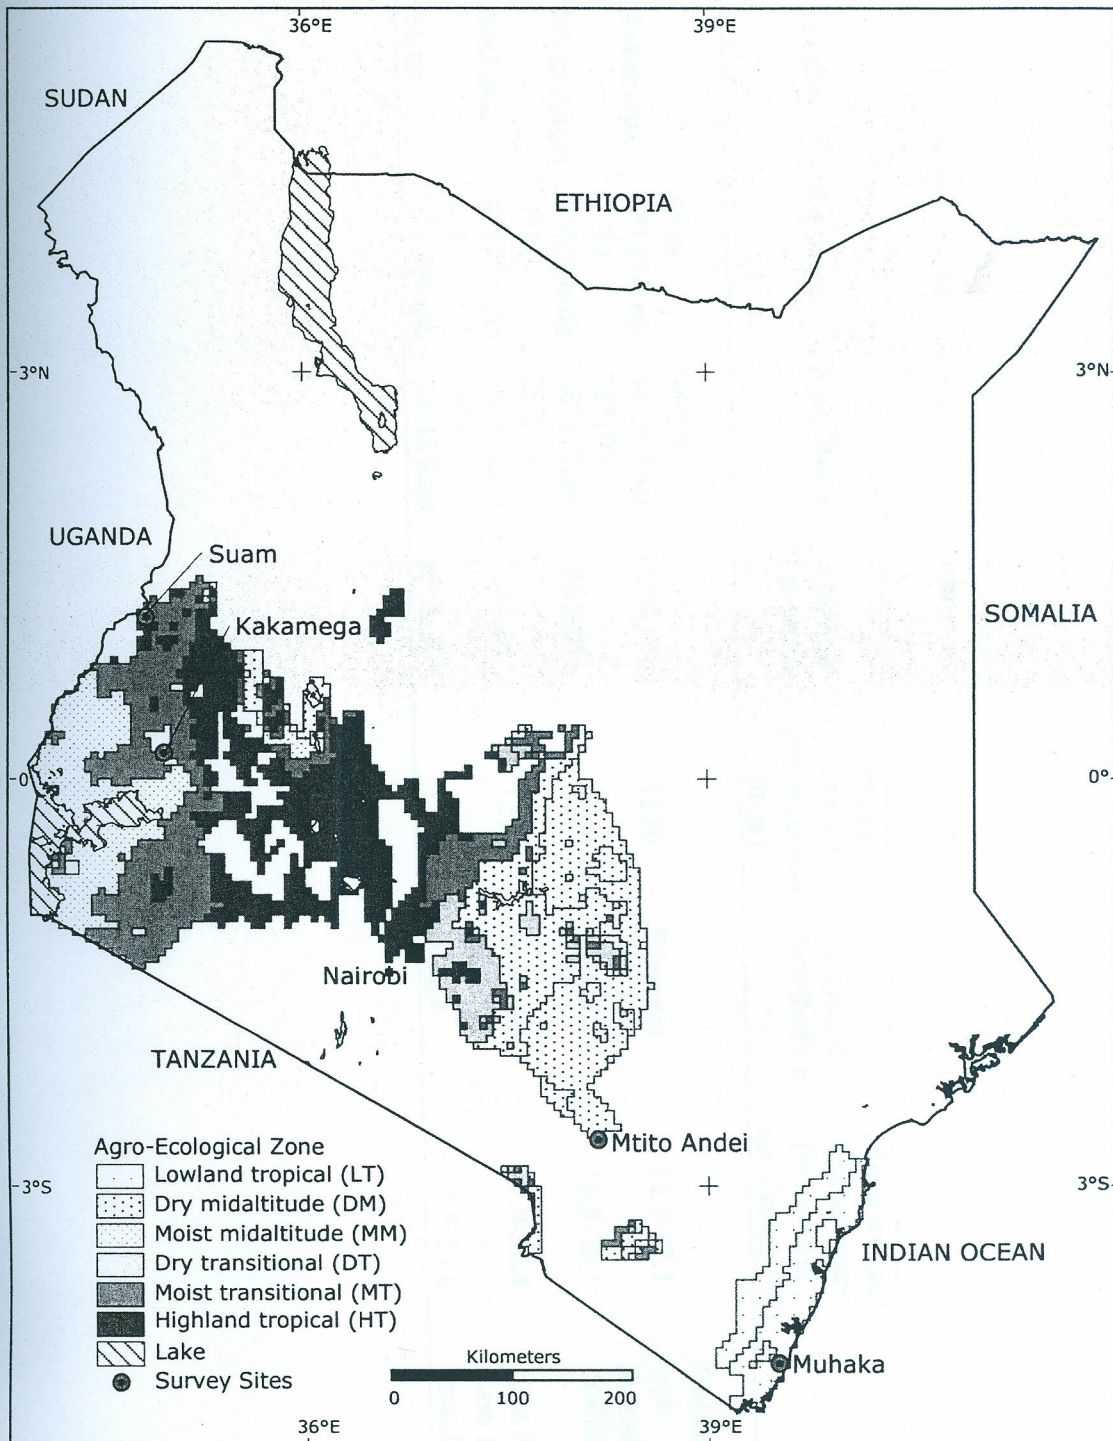 36°E
39°E
SUDAN
ETHIOPIA
3°N
3°N
UGANDA
Suam
Kakamega
SOMALIA
0°
0°
Nairobi
TANZANIA
Mtito Andei
Agro-Ecological Zone
Lowland tropical (LT)
Dry midaltitude (DM)
Moist midaltitude (MM)
Dry transitional (DT)
Moist transitional (MT)
Highland tropical (HT)
Lake
Survey Sites
3°S
3°S
INDIAN OCEAN
Muhaka
Kilometers
0 100 200
36°E
39°E